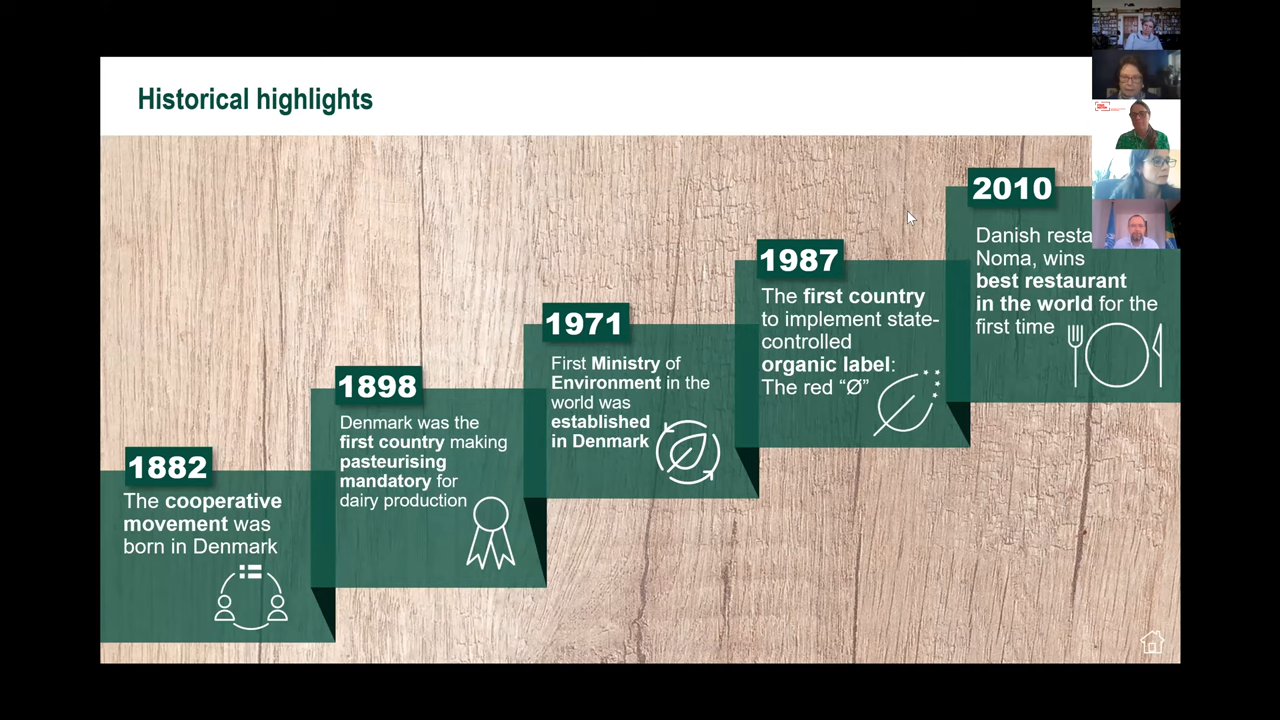 Historical highlights
1882
The cooperative
movement was
born in Denmark
1898
Denmark was the
first country making
pasteurising
mandatory for
dairy production
1971
First Ministry of
Environment in the
world was
established
in Denmark
1987
The first country
to implement state-
controlled
organic label:
The red “Ø”
2010
Danish resta
Noma, wins
best restaurant
in the world for the
first time